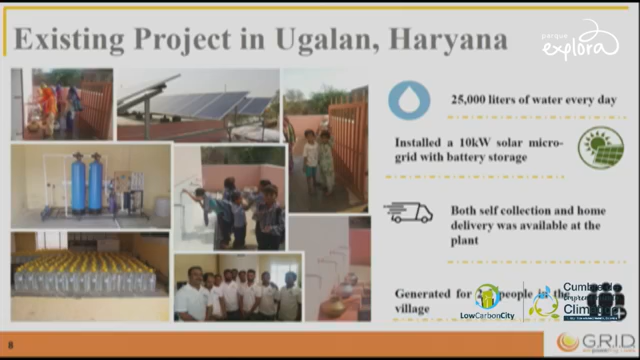 parque
explora
Existing Project in Ugalan, Haryana
25,000 liters of water every day
Installed a 10kW solar micro-
grid with battery storage
Both self collection and home
delivery was available at the
plant
Generated for people in the
village
LowCarbonCity
8
GRID